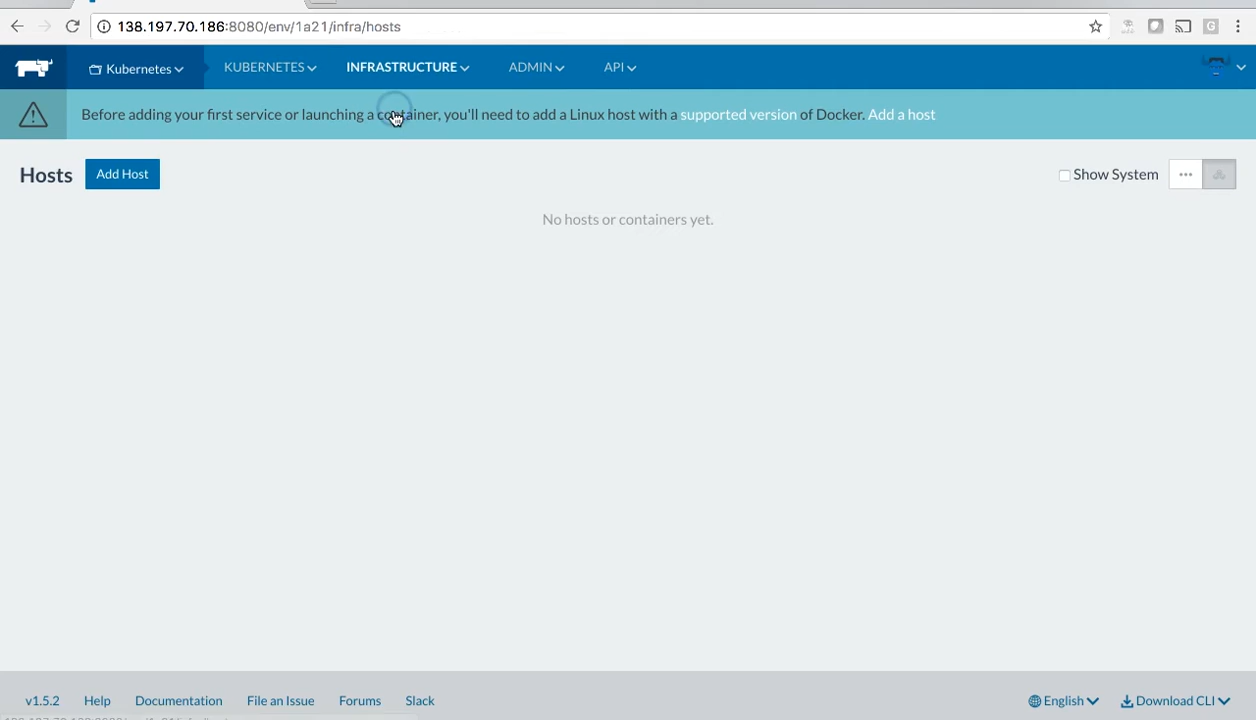 138.197.70.186:8080/env/1a21/infra/hosts
Kubernetes KUBERNETES INFRASTRUCTURE ADMIN API
Before adding your first service or launching a container, you'll need to add a Linux host with a supported version of Docker. Add a host
Hosts Add Host Show System
No hosts or containers yet.
v1.5.2 Help Documentation File an Issue Forums Slack English Download CLI